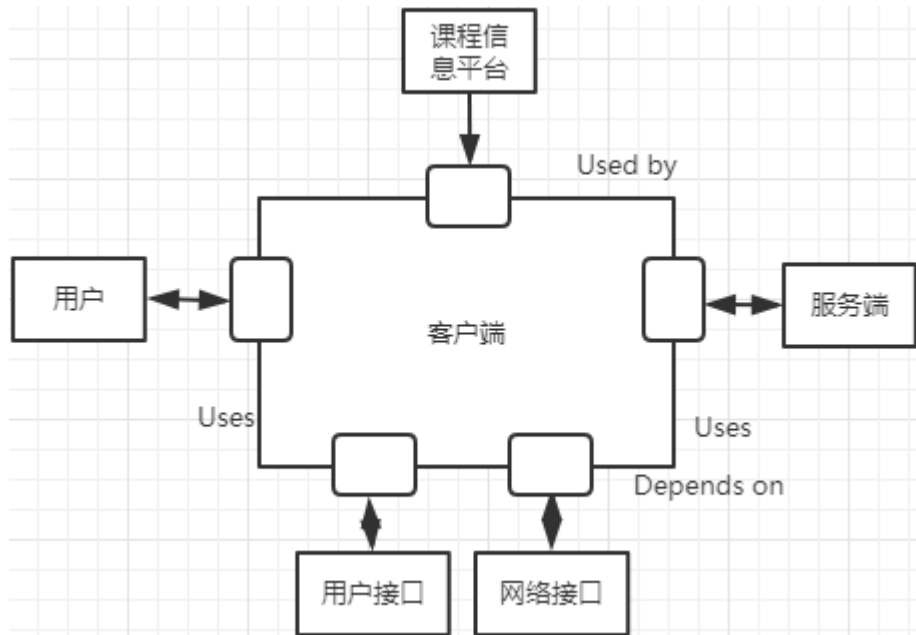 课程信
息平台
Used by
用户
客户端
服务端
Uses
Uses
Depends on
用户接口
网络接口